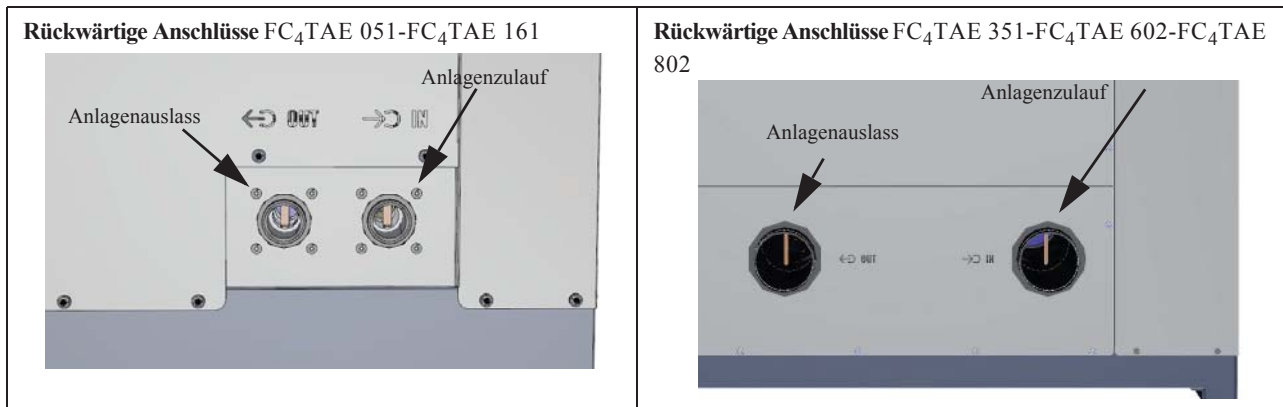 Rückwärtige Anschlüsse FC4TAE 051-FC4TAE 161
Anlagenzulauf
Anlagenauslass
OUT IN
Rückwärtige Anschlüsse FC4TAE 351-FC4TAE 602-FC4TAE
802
Anlagenzulauf
Anlagenauslass
OUT IN